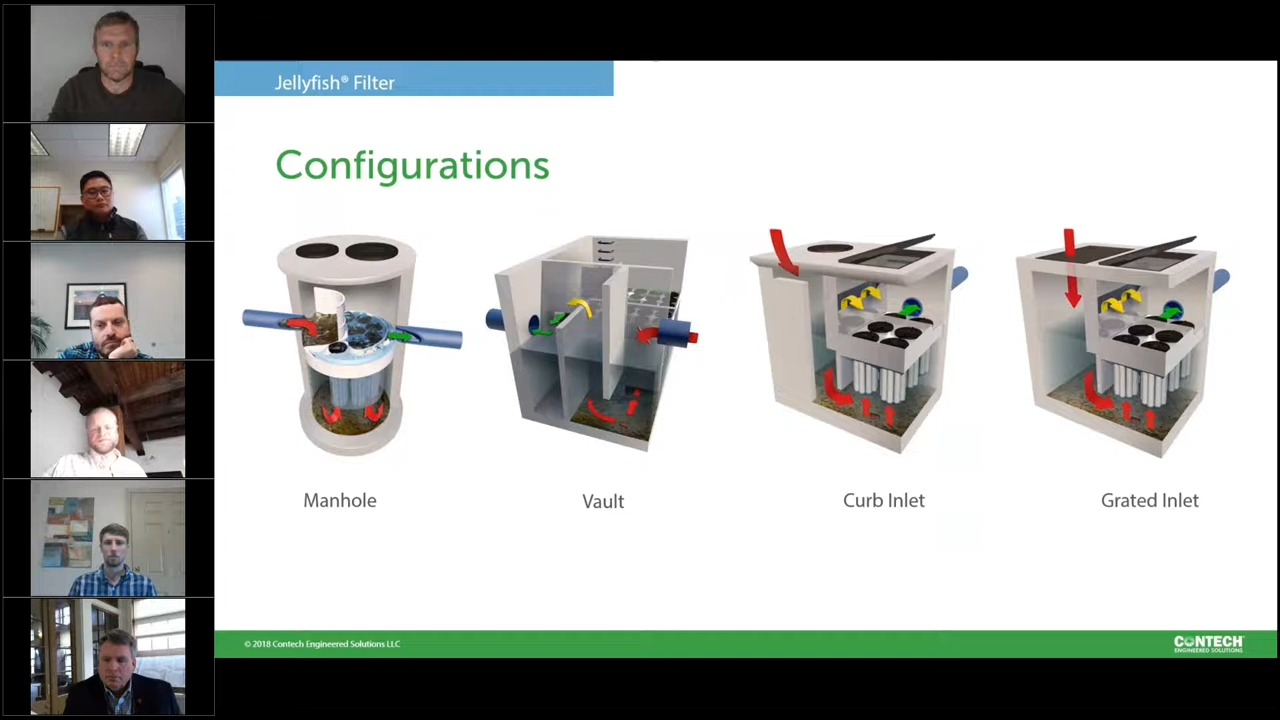 Jellyfish® Filter
Configurations
Manhole
Vault
Curb Inlet
Grated Inlet
© 2018 Contech Engineered Solutions LLC
CONTECH
ENGINEERED SOLUTIONS